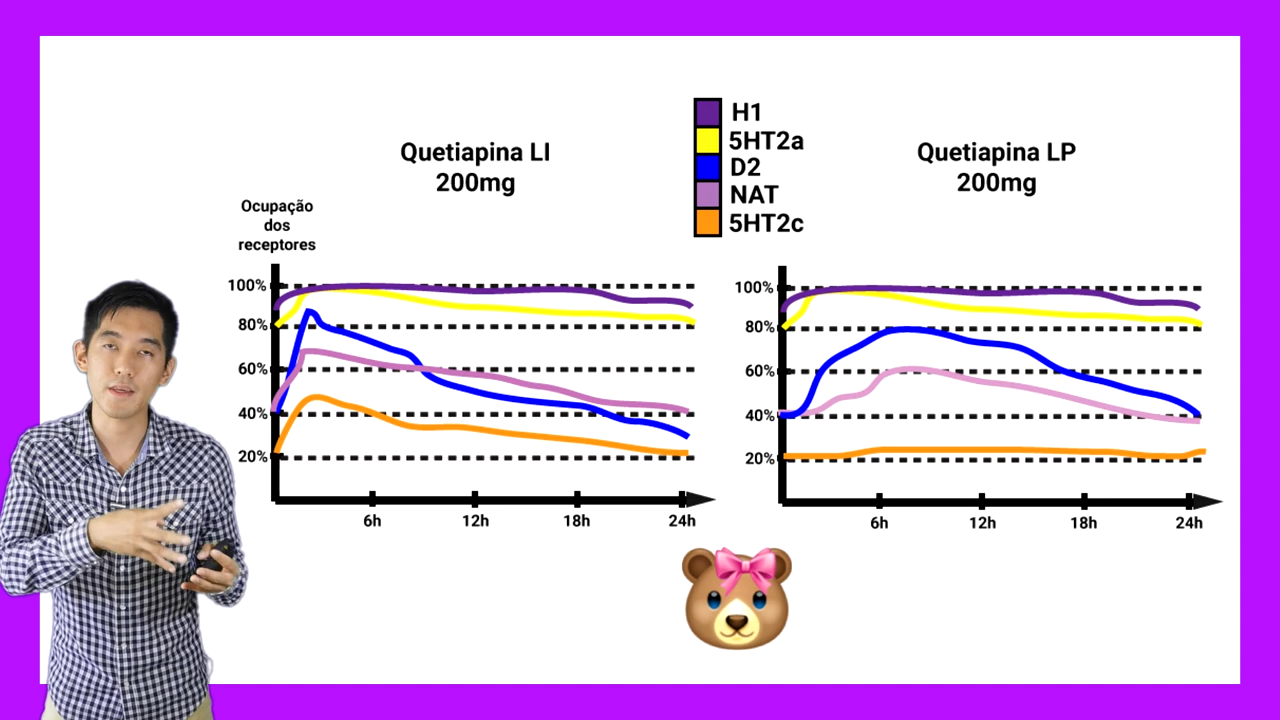 H1
5HT2a
D2
NAT
5HT2c
Quetiapina LI
200mg
Quetiapina LP
200mg
Ocupação
dos
receptores
100%
80%
60%
40%
20%
6h
12h
18h
24h
100%
80%
60%
40%
20%
6h
12h
18h
24h